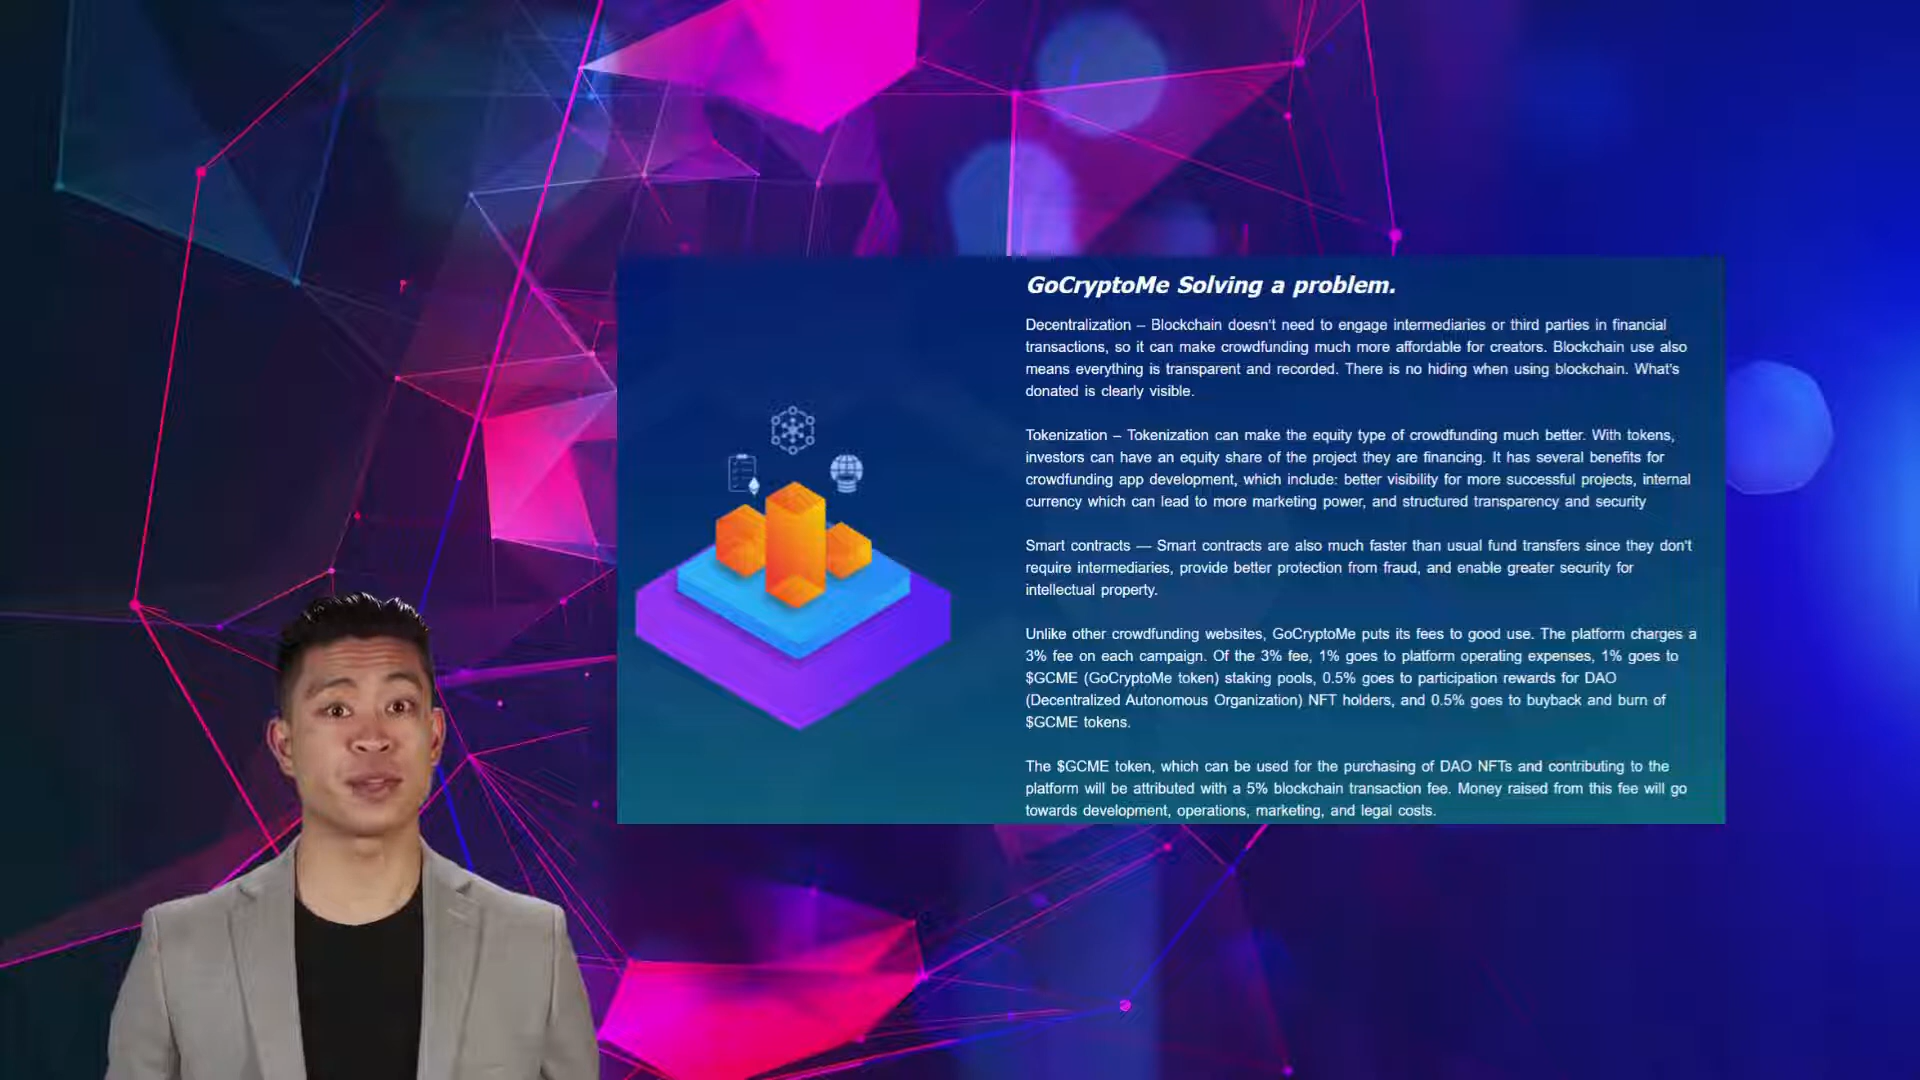 GoCryptoMe Solving a problem.
Decentralization – Blockchain doesn't need to engage intermediaries or third parties in financial
transactions, so it can make crowdfunding much more affordable for creators. Blockchain use also
means everything is transparent and recorded. There is no hiding when using blockchain. What's
donated is clearly visible.
Tokenization – Tokenization can make the equity type of crowdfunding much better. With tokens,
investors can have an equity share of the project they are financing. It has several benefits for
crowdfunding app development, which include: better visibility for more successful projects, internal
currency which can lead to more marketing power, and structured transparency and security
Smart contracts — Smart contracts are also much faster than usual fund transfers since they don't
require intermediaries, provide better protection from fraud, and enable greater security for
intellectual property.
Unlike other crowdfunding websites, GoCryptoMe puts its fees to good use. The platform charges a
3% fee on each campaign. Of the 3% fee, 1% goes to platform operating expenses, 1% goes to
$GCME (GoCryptoMe token) staking pools, 0.5% goes to participation rewards for DAO
(Decentralized Autonomous Organization) NFT holders, and 0.5% goes to buyback and burn of
$GCME tokens.
The $GCME token, which can be used for the purchasing of DAO NFTs and contributing to the
platform will be attributed with a 5% blockchain transaction fee. Money raised from this fee will go
towards development, operations, marketing, and legal costs.